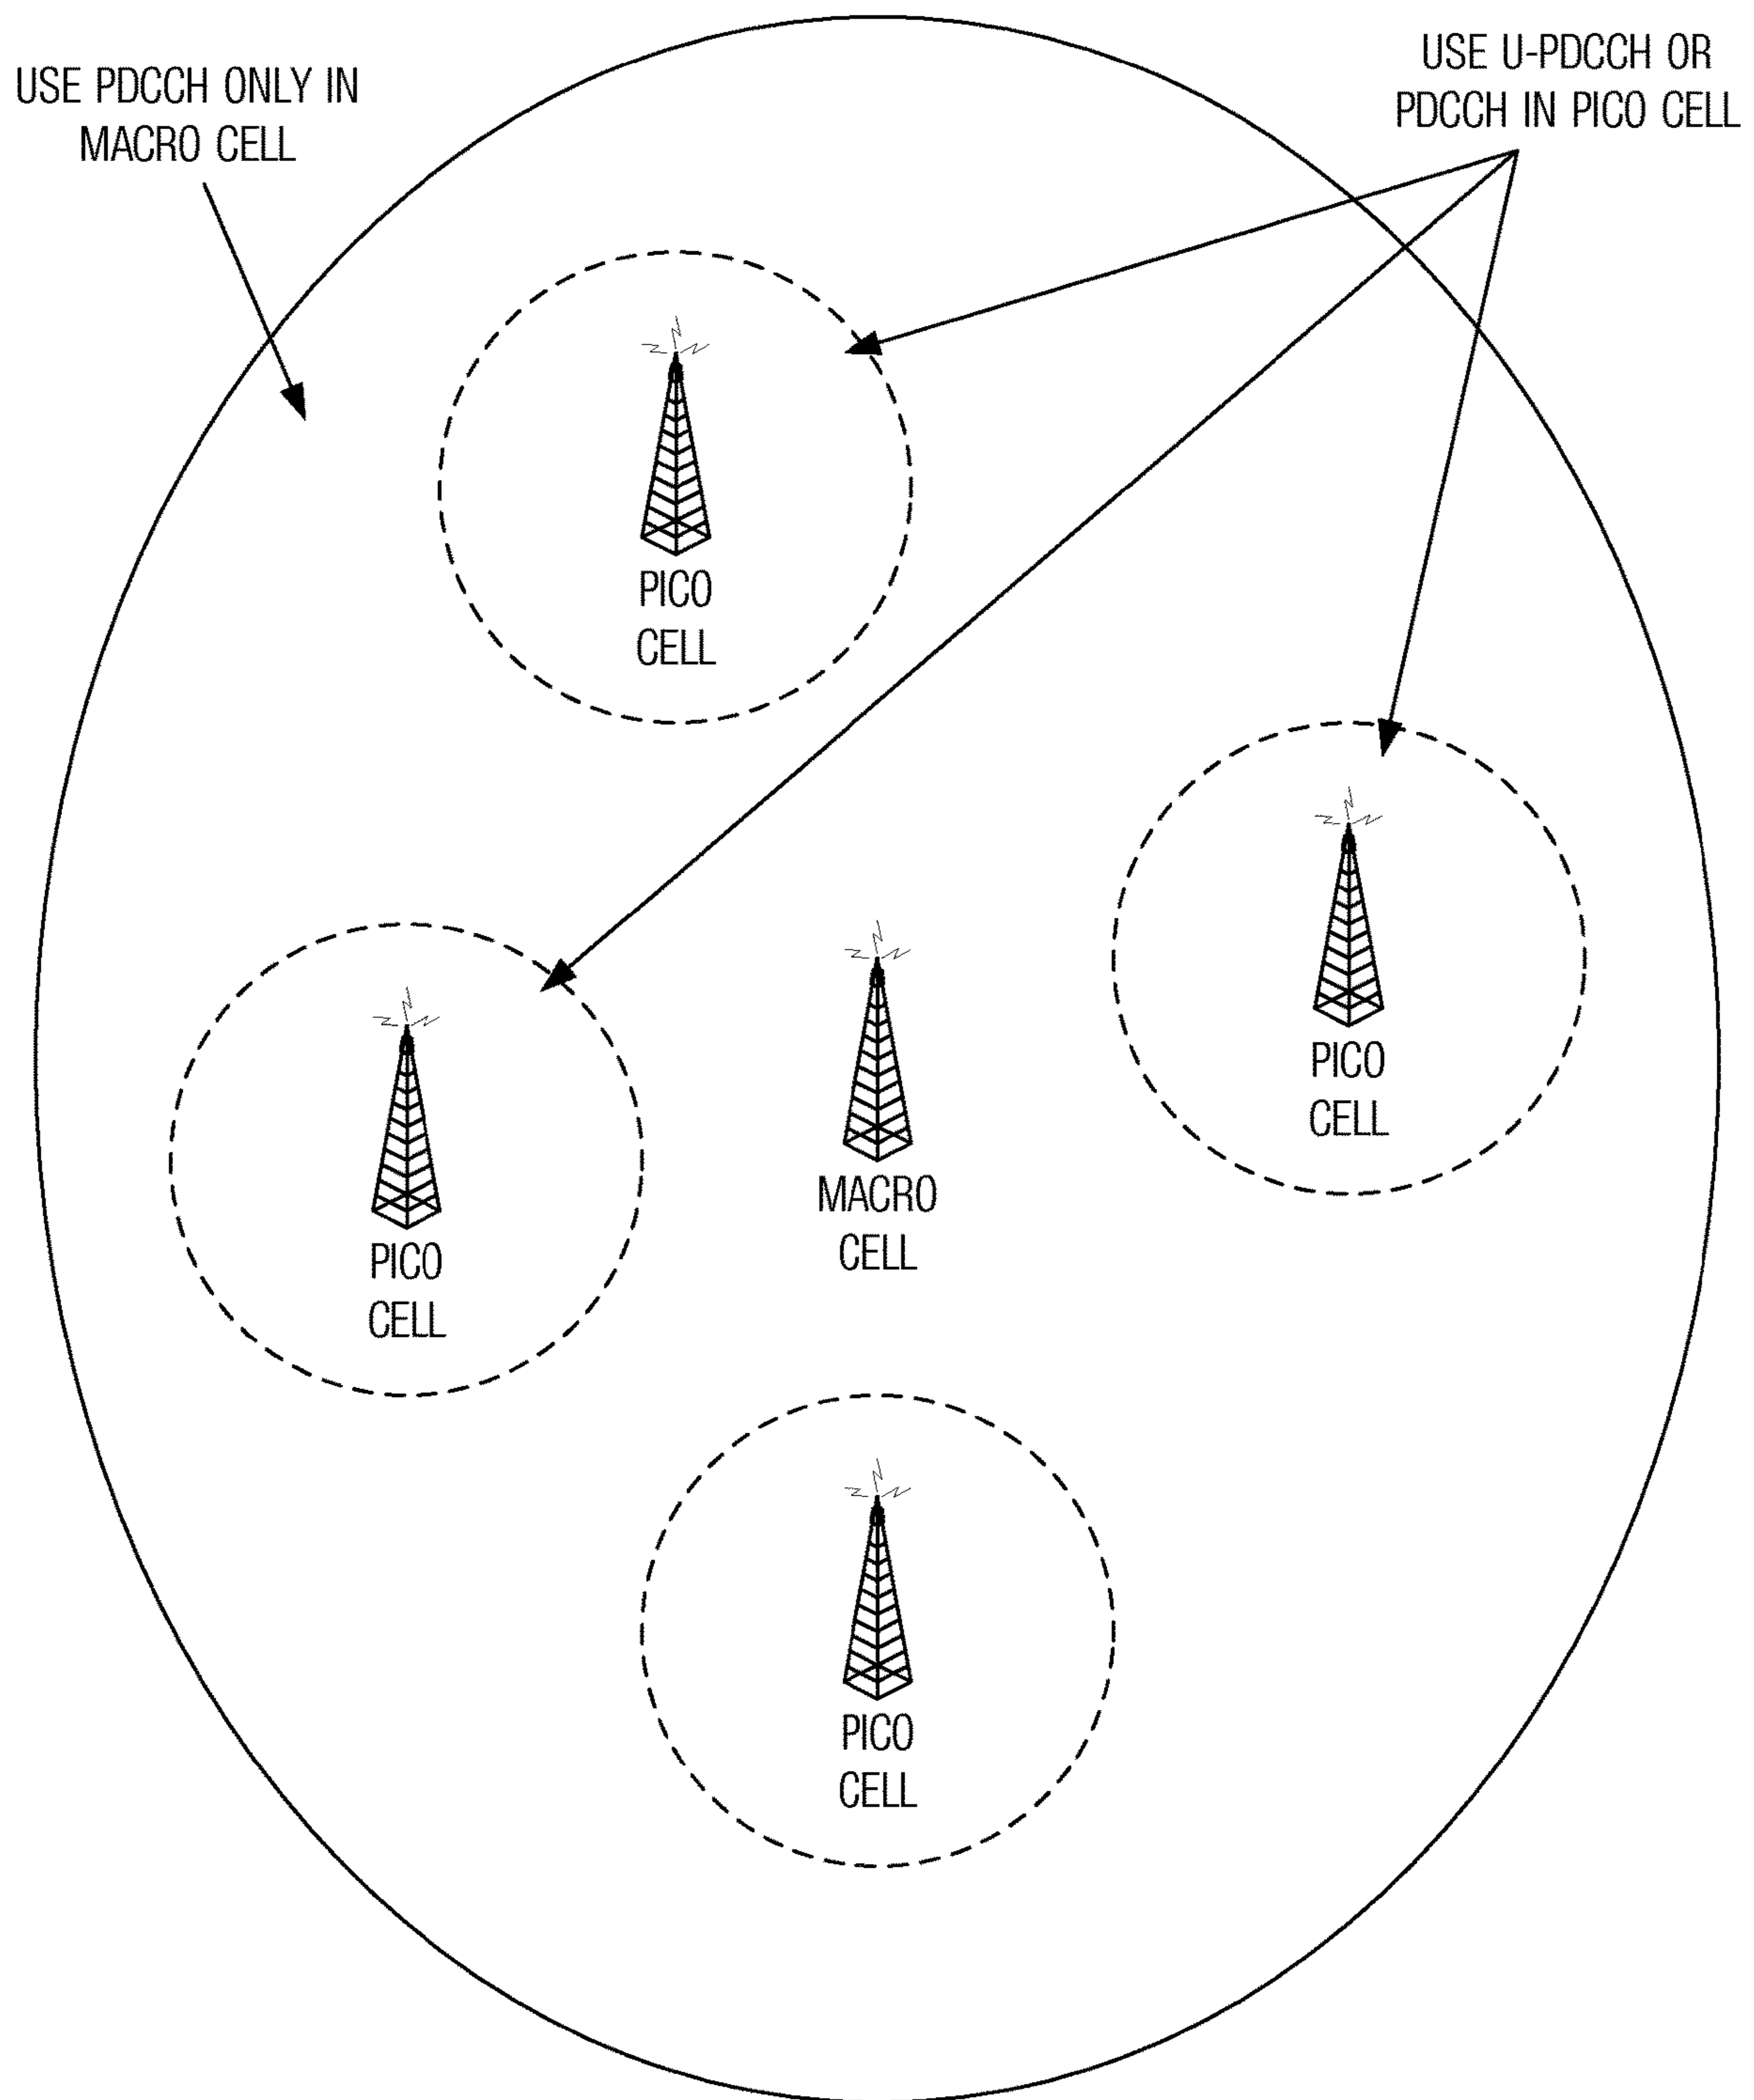 USE PDCCH ONLY IN
MACRO CELL
USE U-PDCCH OR
PDCCH IN PICO CELL
PICO
CELL
PICO
CELL
MACRO
CELL
PICO
CELL
PICO
CELL